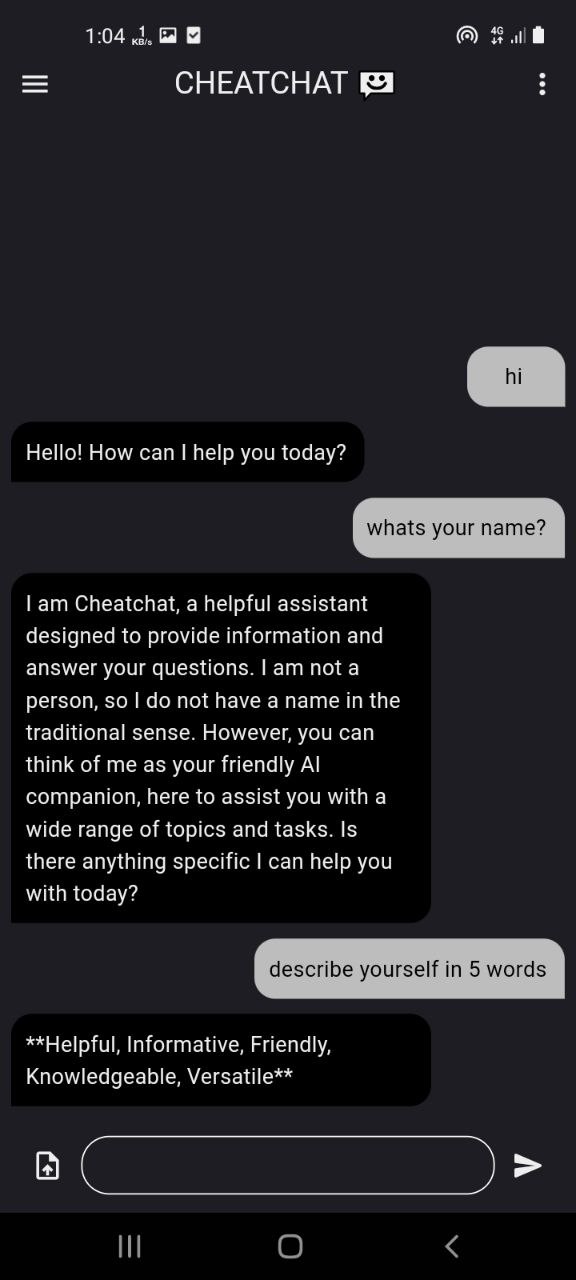 1:04 1 KB/s 4G
CHEATCHAT
hi
Hello! How can I help you today?
whats your name?
I am Cheatchat, a helpful assistant
designed to provide information and
answer your questions. I am not a
person, so I do not have a name in the
traditional sense. However, you can
think of me as your friendly AI
companion, here to assist you with a
wide range of topics and tasks. Is
there anything specific I can help you
with today?
describe yourself in 5 words
**Helpful, Informative, Friendly,
Knowledgeable, Versatile**